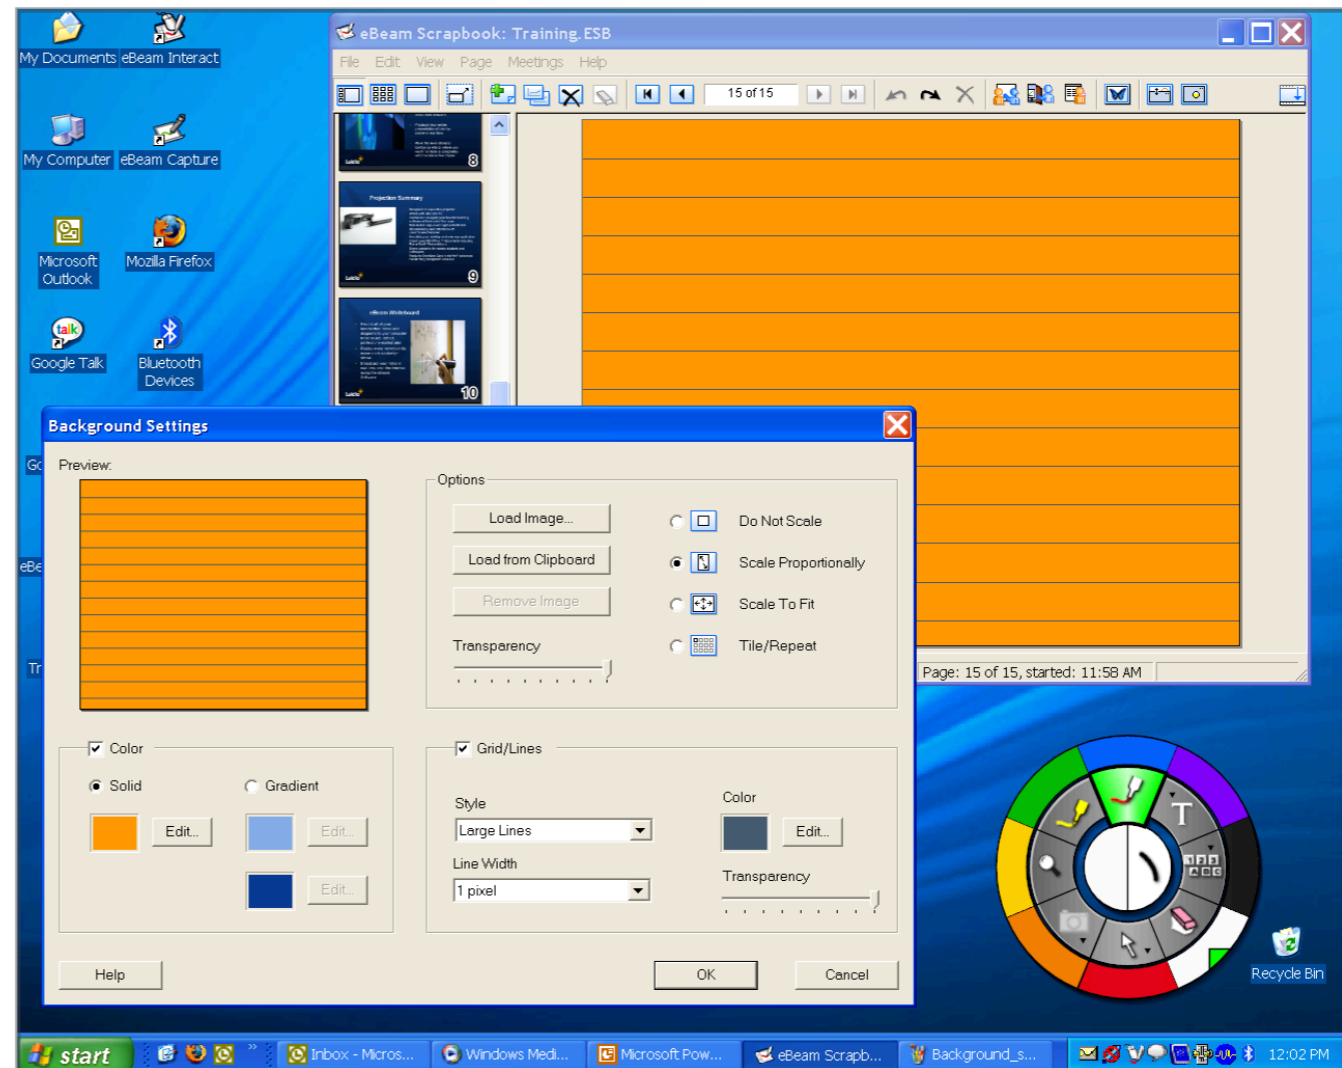 My Documents
eBeam Interact
My Computer
eBeam Capture
Microsoft
Outlook
Mozilla Firefox
talk
Google Talk
Bluetooth
Devices
eBeam Scrapbook: Training.ESB
File Edit View Page Meetings Help
15 of 15
8
Projection Summary
9
eBeam Whiteboard
10
Page: 15 of 15, started: 11:58 AM
Background Settings
Preview:
Options
Load Image...
Do Not Scale
Load from Clipboard
Scale Proportionally
Remove Image
Scale To Fit
Transparency
Tile/Repeat
Color
Solid
Gradient
Edit...
Edit...
Edit...
Grid/Lines
Style
Large Lines
Line Width
1 pixel
Color
Edit...
Transparency
Help
OK
Cancel
T
123
ABC
Recycle Bin
start
»
Inbox - Micros...
Windows Medi...
Microsoft Pow...
eBeam Scrapb...
Background_s...
12:02 PM